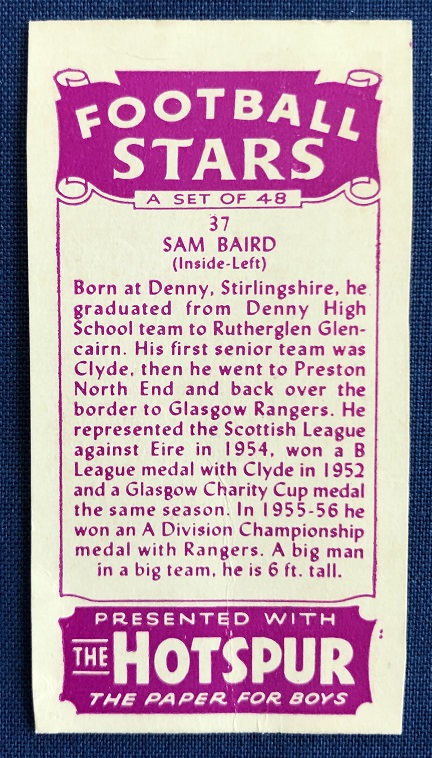 FOOTBALL
STARS
A SET OF 48
37
SAM BAIRD
(Inside-Left)
Born at Denny, Stirlingshire, he
graduated from Denny High
School team to Rutherglen Glen-
cairn. His first senior team was
Clyde, then he went to Preston
North End and back over the
border to Glasgow Rangers. He
represented the Scottish League
against Eire in 1954, won a B
League medal with Clyde in 1952
and a Glasgow Charity Cup medal
the same season. In 1955-56 he
won an A Division Championship
medal with Rangers. A big man
in a big team, he is 6 ft. tall.
PRESENTED WITH
THE HOTSPUR
THE PAPER FOR BOYS